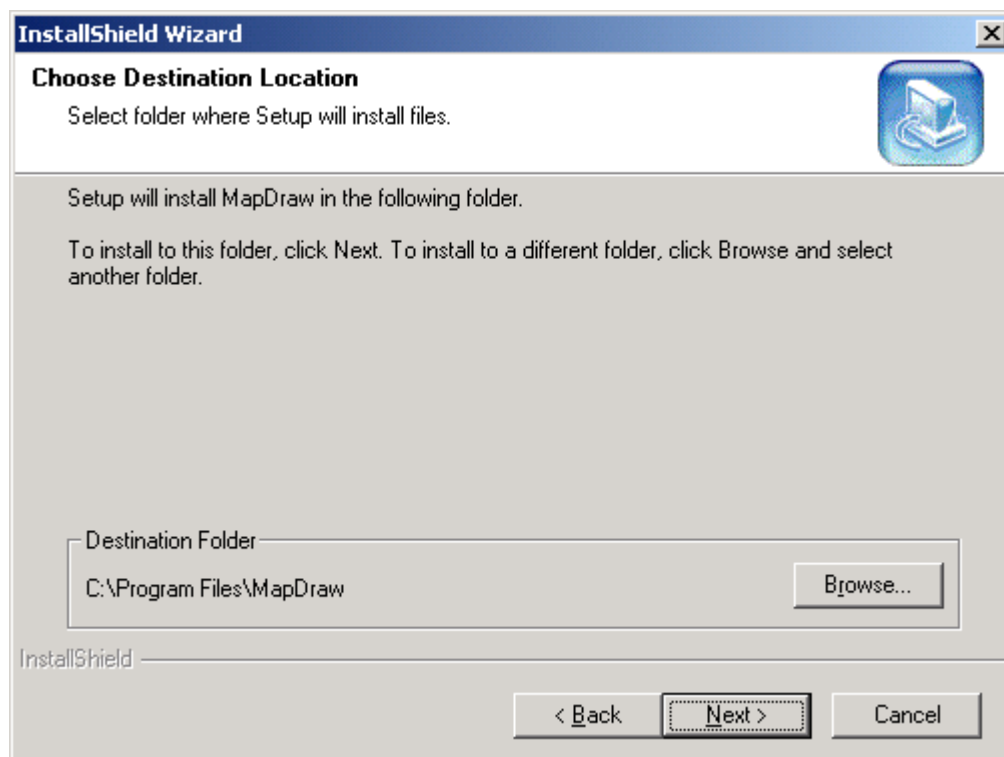 InstallShield Wizard
Choose Destination Location
Select folder where Setup will install files.
Setup will install MapDraw in the following folder.
To install to this folder, click Next. To install to a different folder, click Browse and select
another folder.
Destination Folder
C:\Program Files\MapDraw
Browse...
InstallShield
< Back
Next >
Cancel